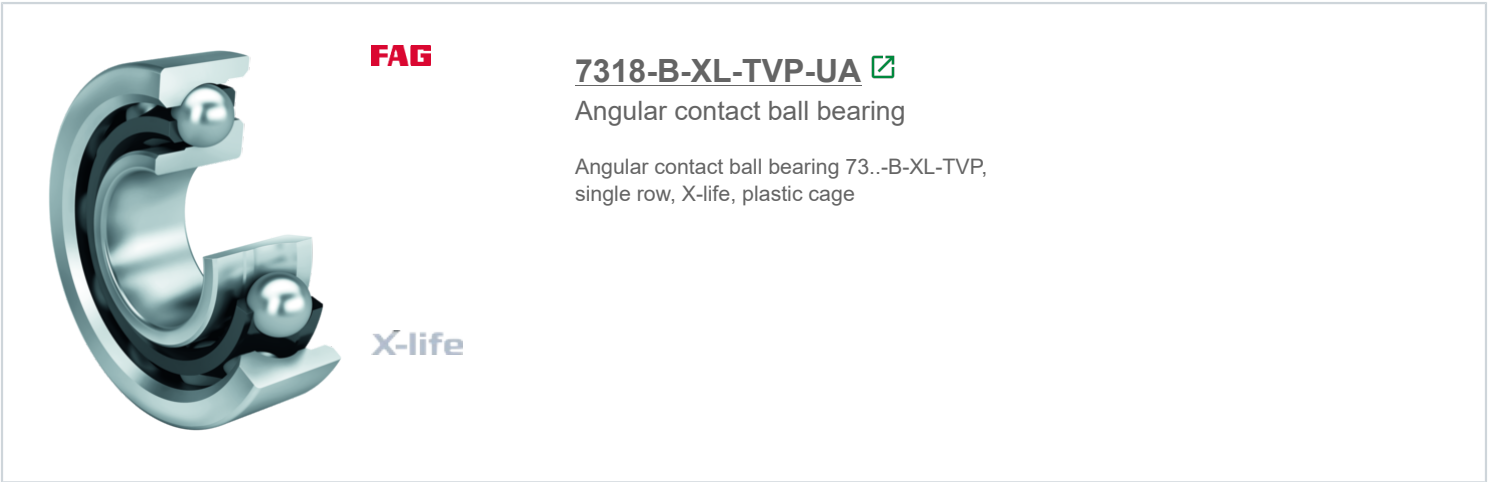 FAG
7318-B-XL-TVP-UA
Angular contact ball bearing
Angular contact ball bearing 73..-B-XL-TVP,
single row, X-life, plastic cage
X-life